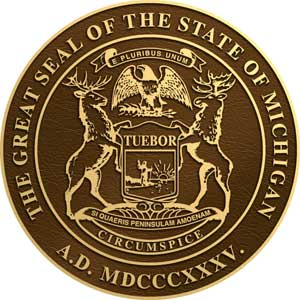 THE GREAT SEAL OF THE STATE OF MICHIGAN
E PLURIBUS UNUM
TUEBOR
SI QUAERIS PENINSULAM AMOENAM
CIRCUMSPICE
A.D. MDCCCXXXV.